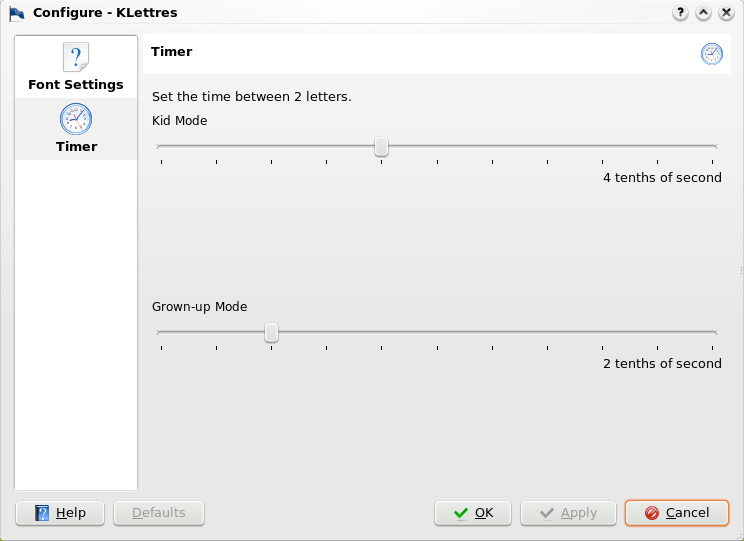 Configure - KLettres
Font Settings
Timer
Timer
Set the time between 2 letters.
Kid Mode
4 tenths of second
Grown-up Mode
2 tenths of second
Help
Defaults
OK
Apply
Cancel